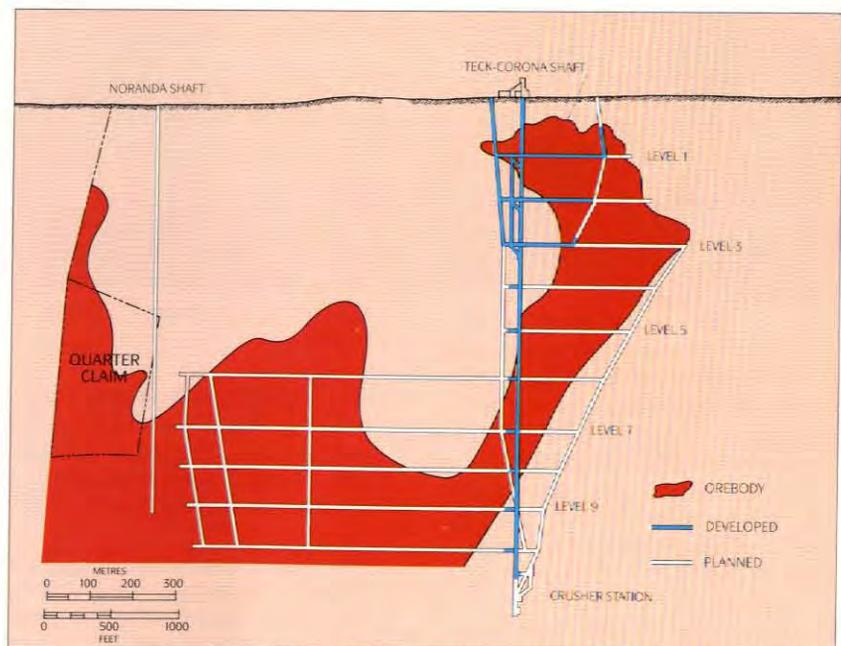 NORANDA SHAFT
TECK-CORONA SHAFT
LEVEL 1
LEVEL 3
LEVEL 5
QUARTER
CLAIM
LEVEL 7
LEVEL 9
OREBODY
DEVELOPED
PLANNED
CRUSHER STATION
METRES
0 100 200 300
0 500 1000
FEET